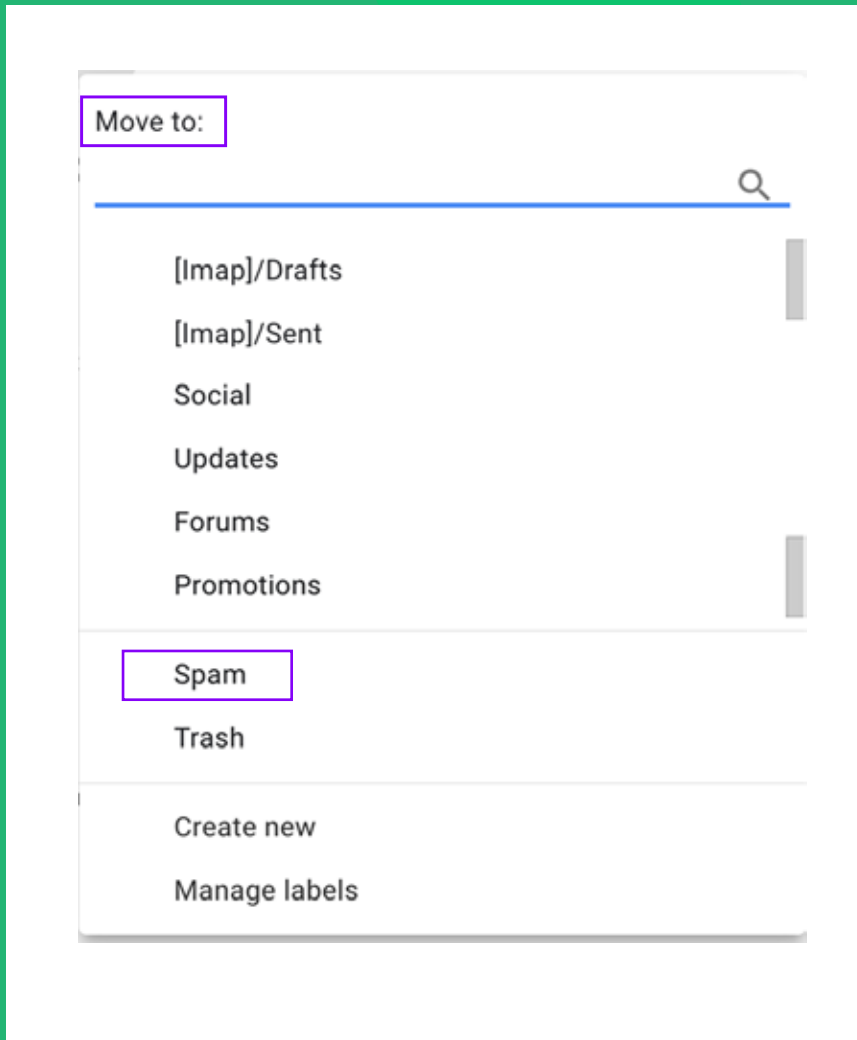 Move to:
[Imap]/Drafts
[Imap]/Sent
Social
Updates
Forums
Promotions
Spam
Trash
Create new
Manage labels